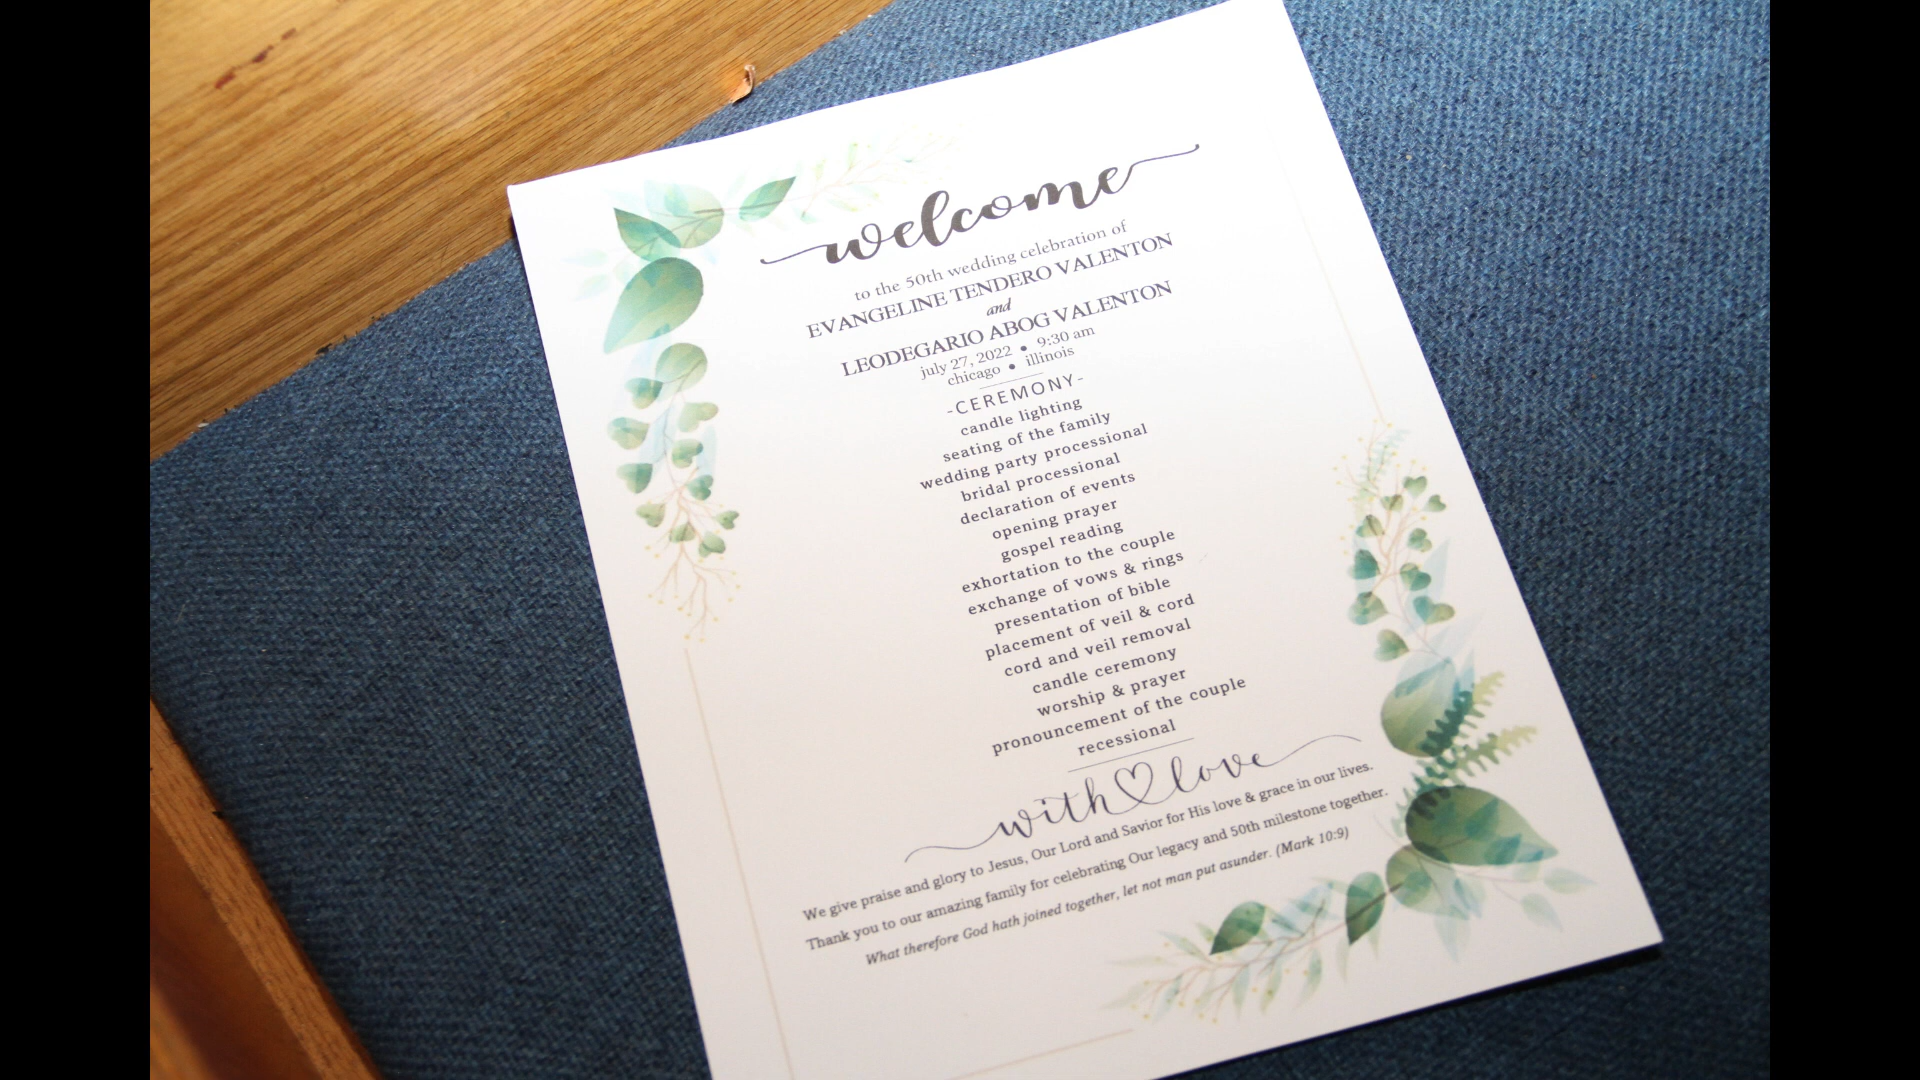 welcome
to the 50th wedding celebration of
EVANGELINE TENDERO VALENTON
and
LEODEGARIO ABOG VALENTON
july 27, 2022 • 9:30 am
chicago • illinois
-CEREMONY-
candle lighting
seating of the family
wedding party processional
bridal processional
declaration of events
opening prayer
gospel reading
exhortation to the couple
exchange of vows & rings
presentation of bible
placement of veil & cord
cord and veil removal
candle ceremony
worship & prayer
pronouncement of the couple
recessional
with love
We give praise and glory to Jesus, Our Lord and Savior for His love & grace in our lives.
Thank you to our amazing family for celebrating Our legacy and 50th milestone together.
What therefore God hath joined together, let not man put asunder. (Mark 10:9)